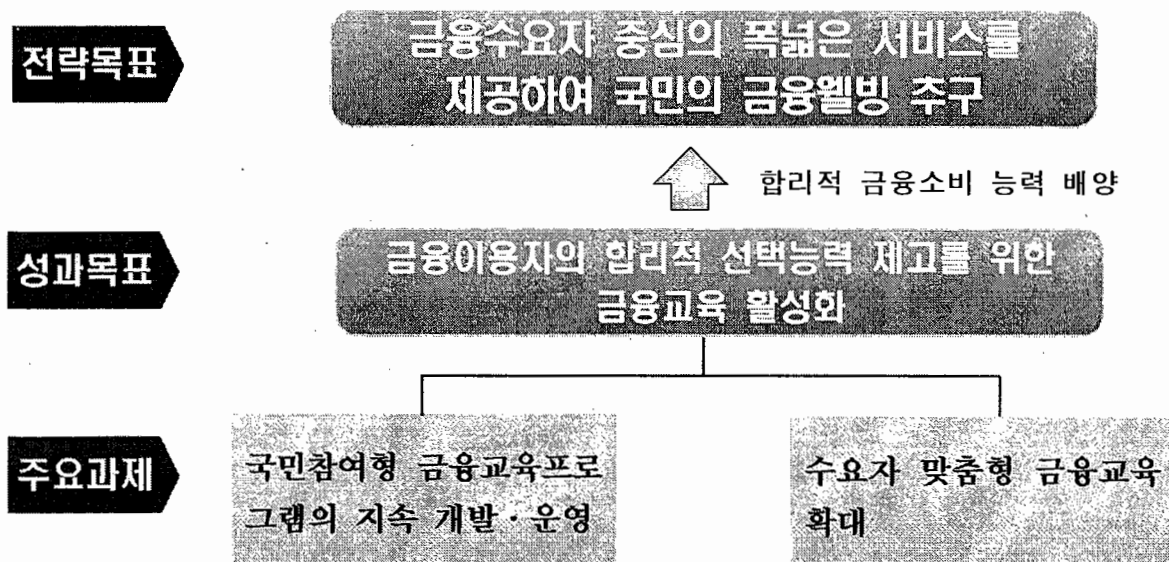 전략목표
금융수요자 중심의 폭넓은 서비스를
제공하여 국민의 금융웰빙 추구
합리적 금융소비 능력 배양
성과목표
금융이용자의 합리적 선택능력 제고를 위한
금융교육 활성화
주요과제
국민참여형 금융교육프로
그램의 지속 개발·운영
수요자 맞춤형 금융교육
확대